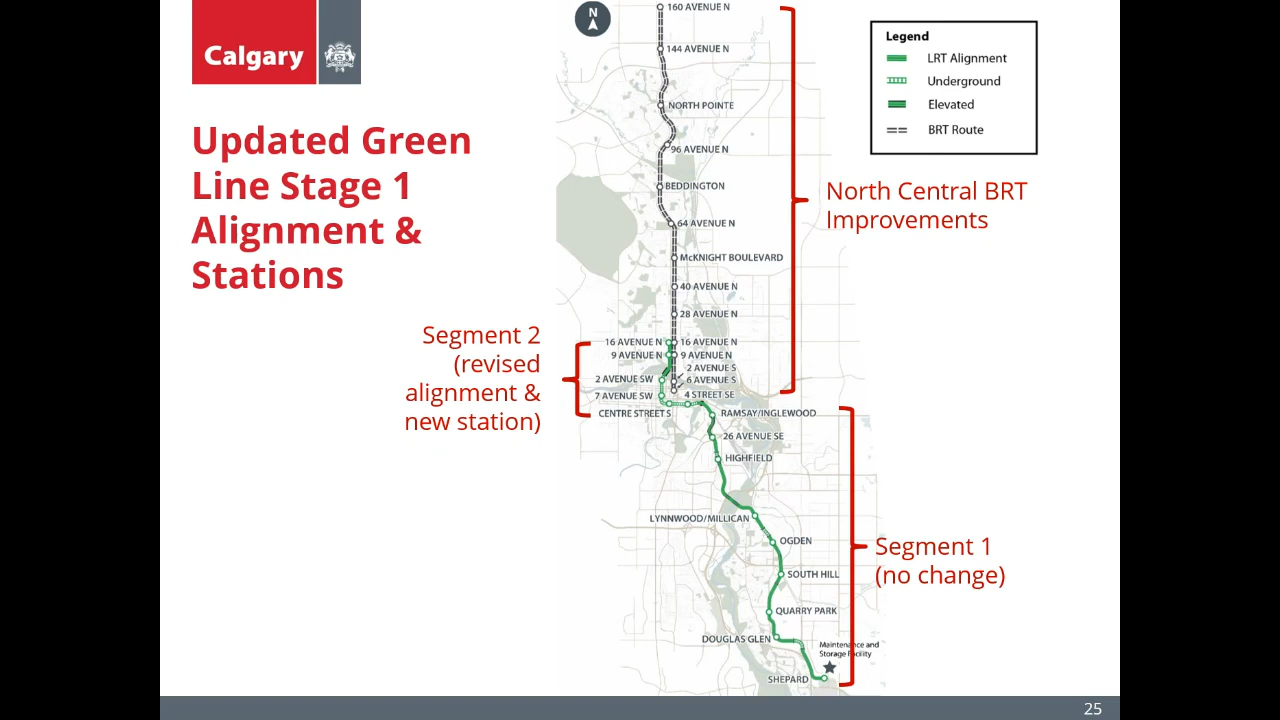 Calgary
Updated Green
Line Stage 1
Alignment &
Stations
N
160 AVENUE N
144 AVENUE N
NORTH POINTE
96 AVENUE N
BEDDINGTON
64 AVENUE N
McKNIGHT BOULEVARD
40 AVENUE N
28 AVENUE N
16 AVENUE N
16 AVENUE N
9 AVENUE N
9 AVENUE N
2 AVENUE S
2 AVENUE SW
6 AVENUE S
7 AVENUE SW
4 STREET SE
CENTRE STREET S
RAMSAY/INGLEWOOD
26 AVENUE SE
HIGHFIELD
LYNNWOOD/MILLICAN
OGDEN
SOUTH HILL
QUARRY PARK
DOUGLAS GLEN
Maintenance and
Storage Facility
SHEPARD
Legend
LRT Alignment
Underground
Elevated
BRT Route
North Central BRT
Improvements
Segment 2
(revised
alignment &
new station)
Segment 1
(no change)
25